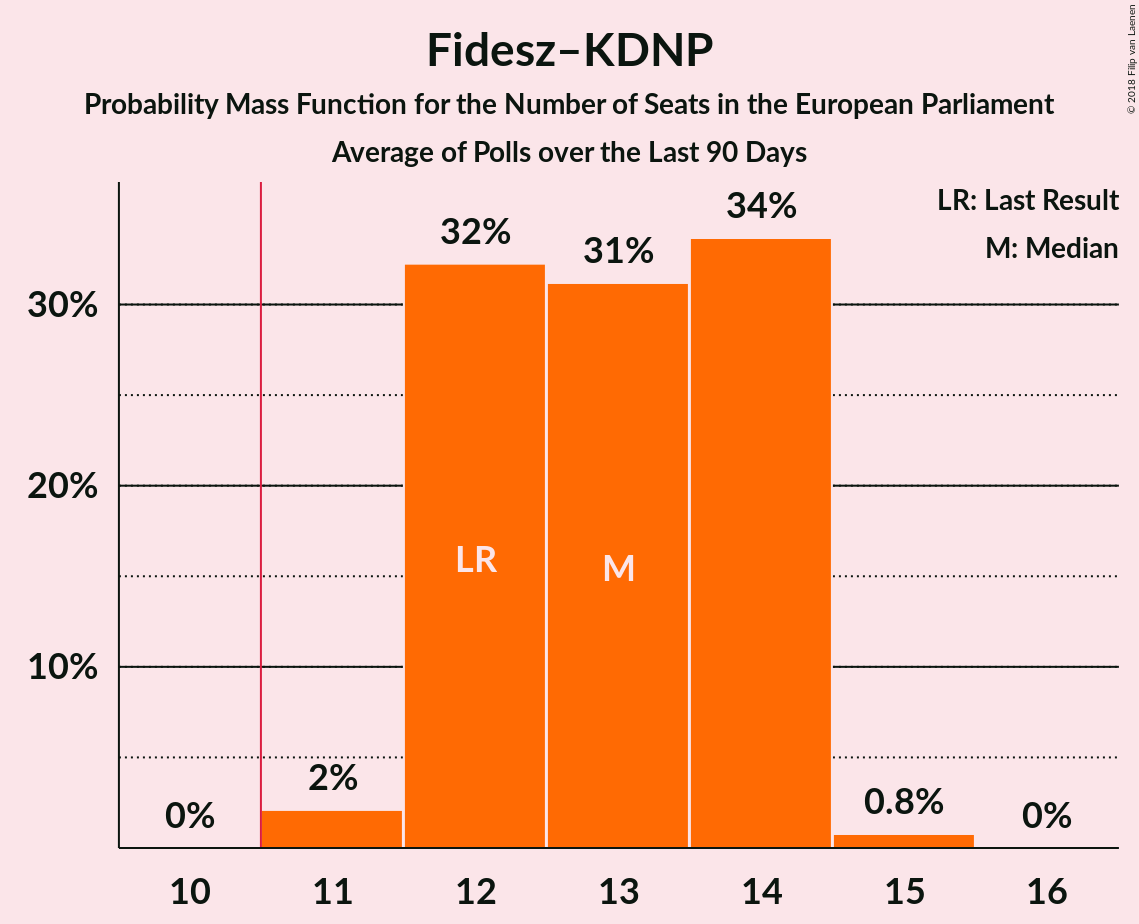 Fidesz–KDNP
Probability Mass Function for the Number of Seats in the European Parliament
Average of Polls over the Last 90 Days
© 2018 Filip van Laenen
LR: Last Result
M: Median
30%
20%
10%
0%
2%
32%
31%
34%
0.8%
0%
LR
M
10 11 12 13 14 15 16